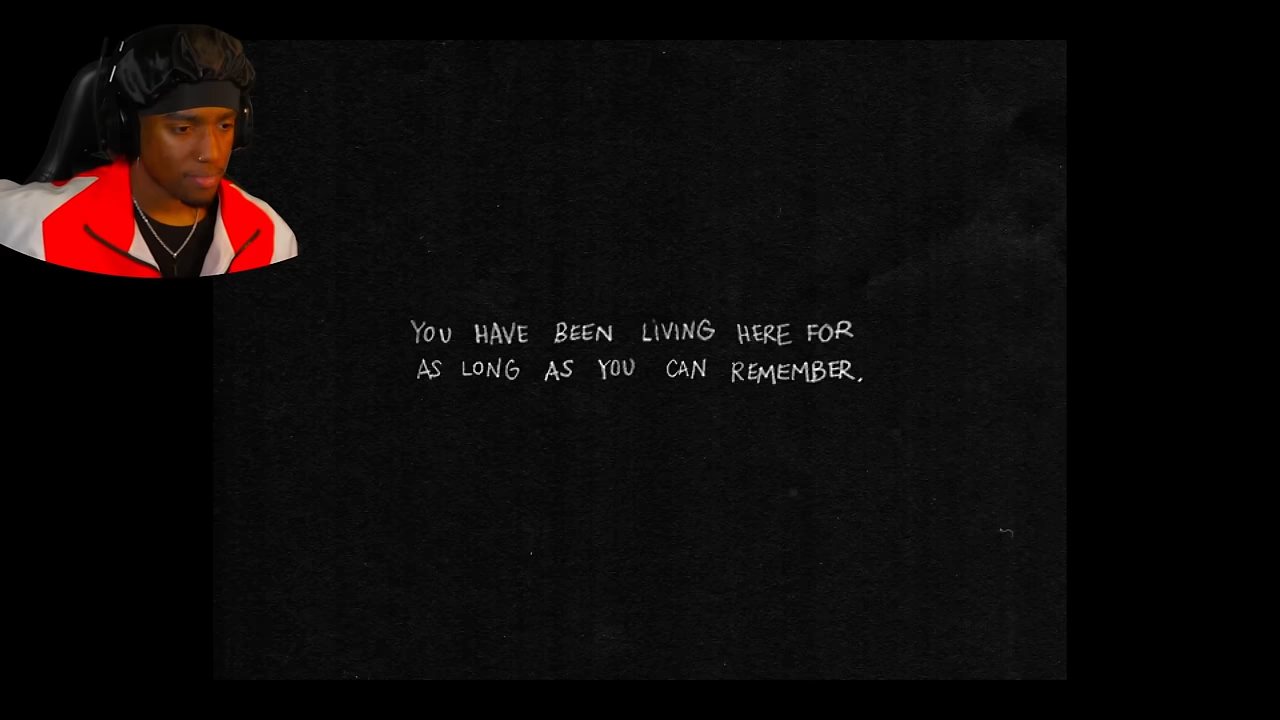 YOU HAVE BEEN LIVING HERE FOR
AS LONG AS YOU CAN REMEMBER.